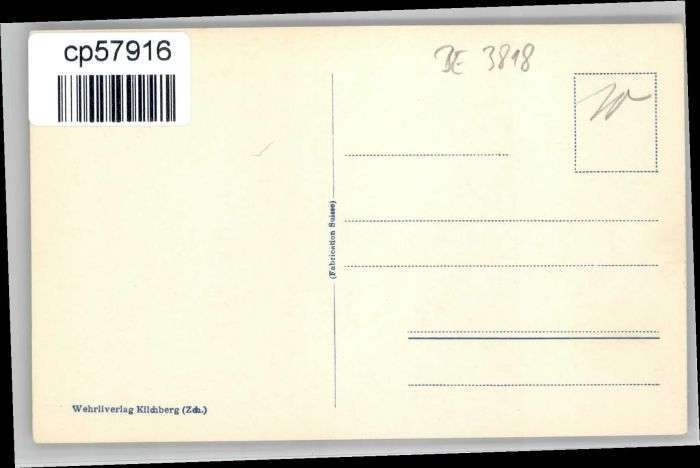 cp57916
BE 3818
(Fabrication Suisse)
Wehrliverlag Kilchberg (Zch.)